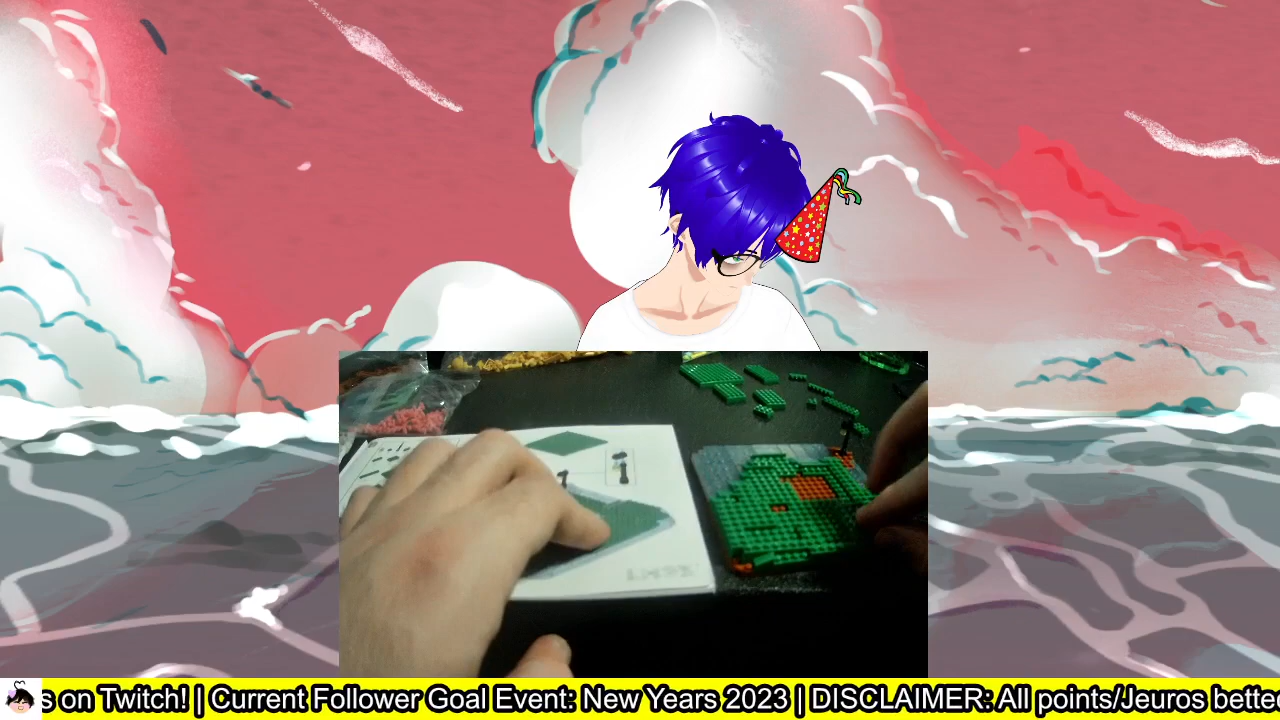 s on Twitch! | Current Follower Goal Event: New Years 2023 | DISCLAIMER: All points/Jeuros bette